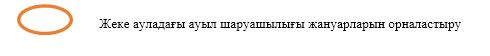 Жеке ауладағы ауыл шаруашылығы жануарларын орналастыру